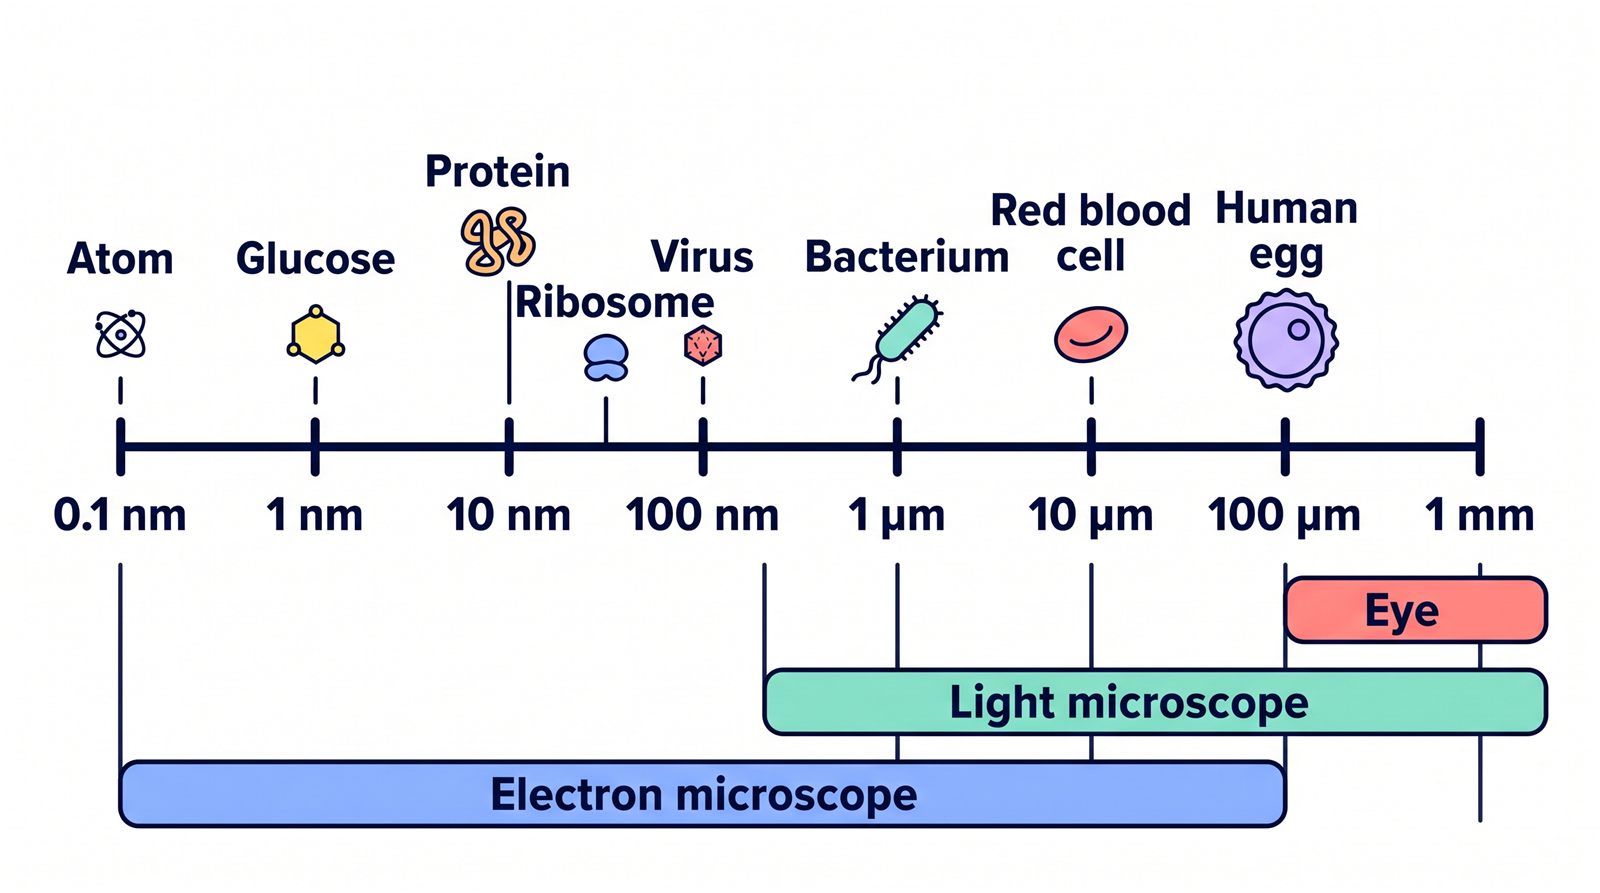 Protein
Red blood
cell
Human
egg
Atom
Glucose
Virus
Bacterium
Ribosome
0.1 nm
1 nm
10 nm
100 nm
1 µm
10 µm
100 µm
1 mm
Eye
Light microscope
Electron microscope